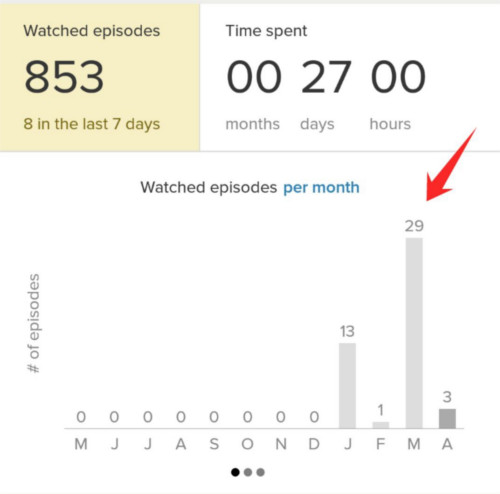 Watched episodes
853
8 in the last 7 days
Time spent
00 27 00
months days hours
Watched episodes per month
# of episodes
29
13
1
3
0 0 0 0 0 0 0 0
M J J A S O N D J F M A